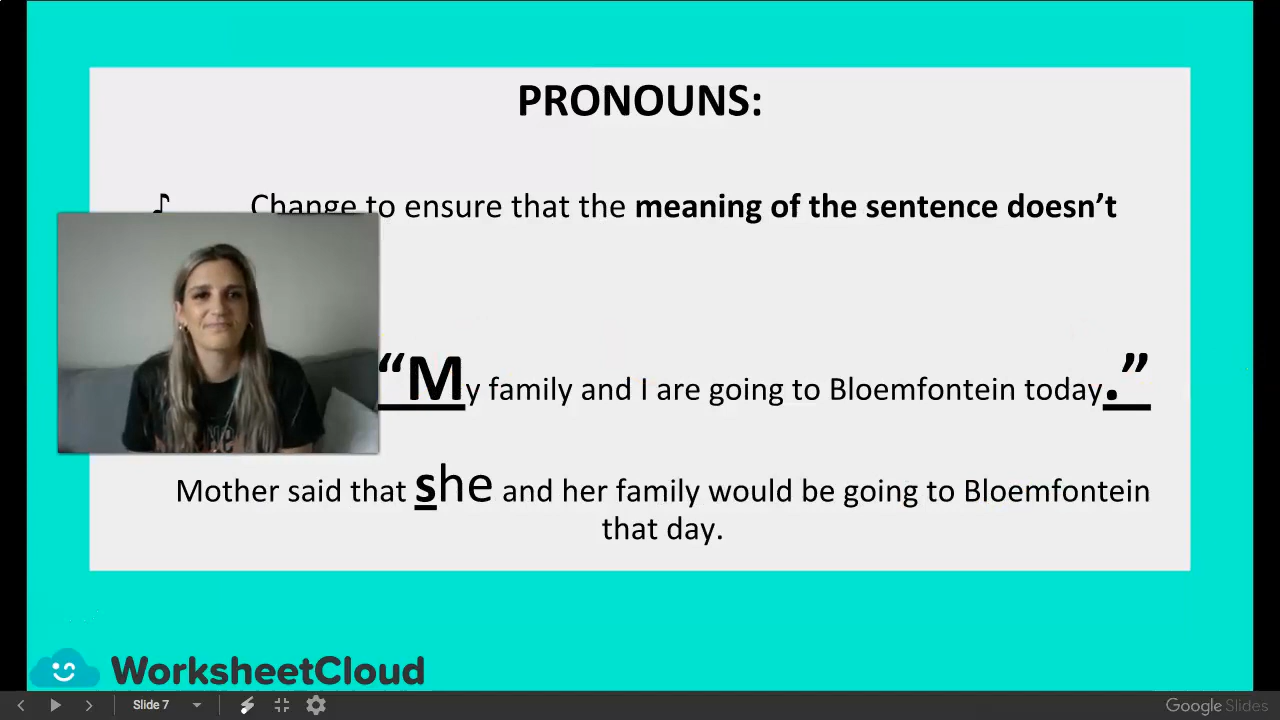 PRONOUNS:
♪ Change to ensure that the meaning of the sentence doesn’t
“My family and I are going to Bloemfontein today.”
Mother said that she and her family would be going to Bloemfontein
that day.
WorksheetCloud
Slide 7
Google Slides